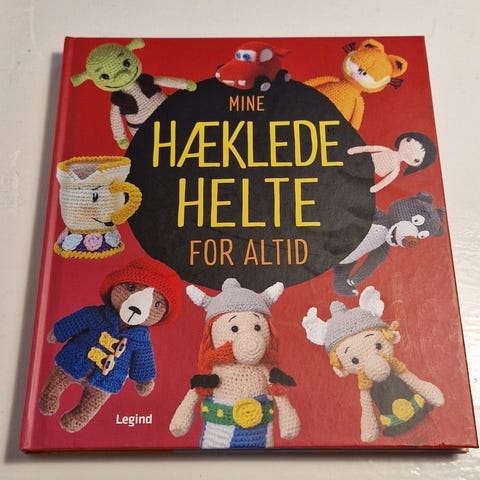 MINE
HÆKLEDE
HELTE
FOR ALTID
Legind